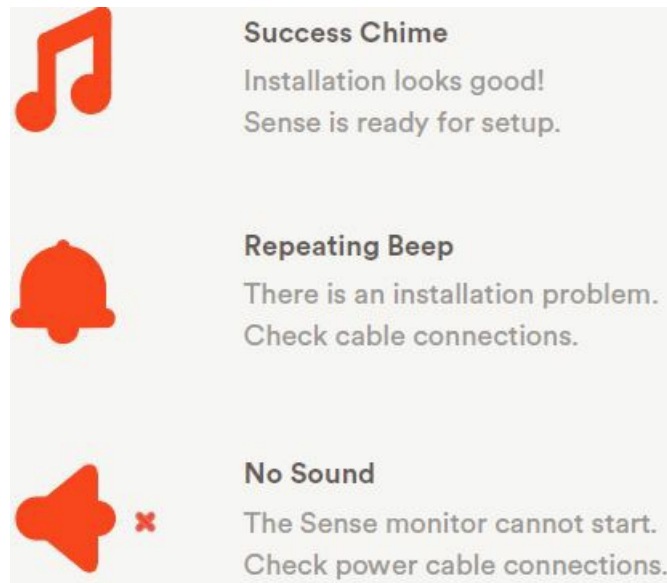 Success Chime
Installation looks good!
Sense is ready for setup.
Repeating Beep
There is an installation problem.
Check cable connections.
No Sound
The Sense monitor cannot start.
Check power cable connections.